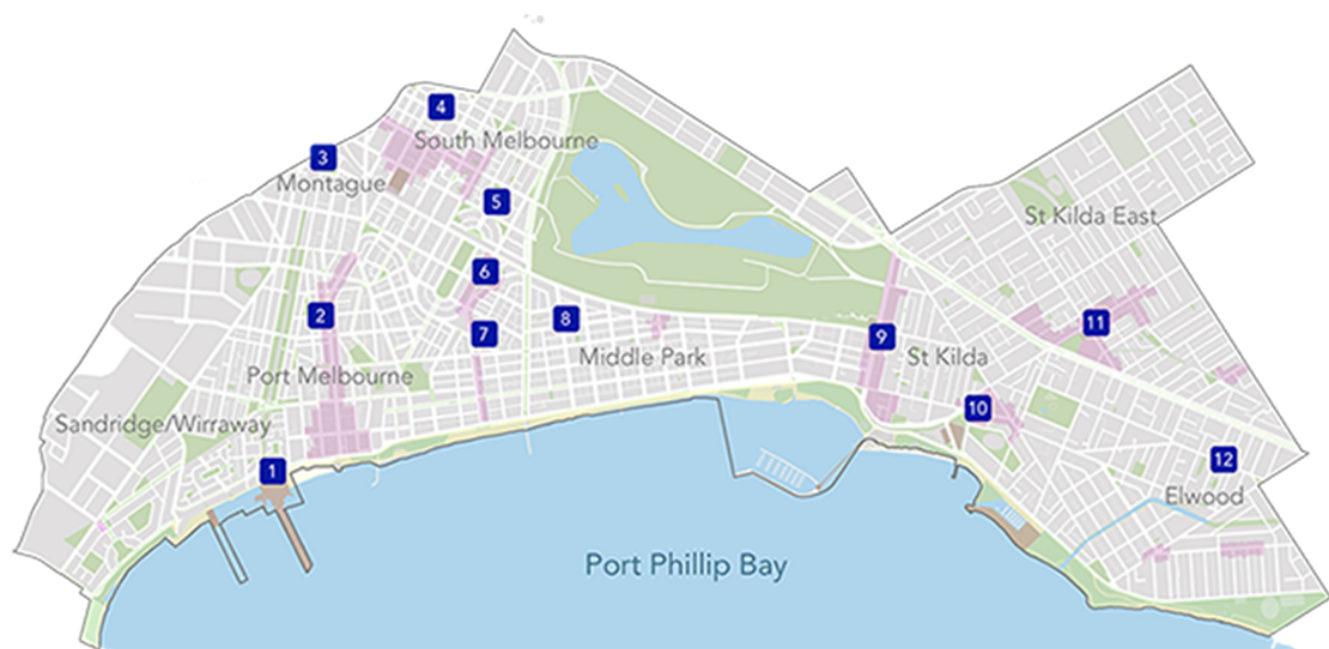 4
South Melbourne
3
Montague
5
St Kilda East
6
2
8
7
11
9
Middle Park
St Kilda
Port Melbourne
10
Sandridge/Wirraway
12
1
Elwood
Port Phillip Bay